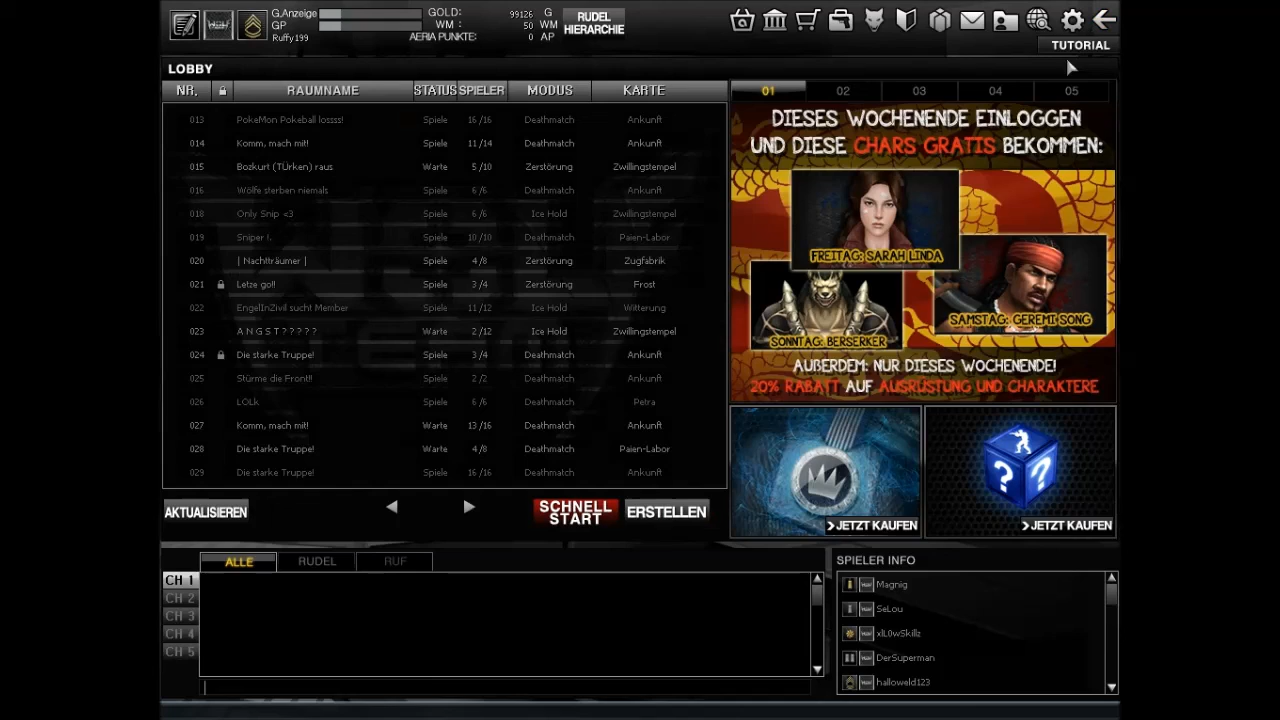 G.Anzeige
GP
Ruffy199
GOLD: 99126 G
WM : 50 WM
AERIA PUNKTE: 0 AP
RUDEL
HIERARCHIE
TUTORIAL
LOBBY
NR. RAUMNAME STATUS SPIELER MODUS KARTE
013 PokeMon Pokeball lossss! Spiele 16 /16 Deathmatch Ankunft
014 Komm, mach mit! Spiele 11 /14 Deathmatch Ankunft
015 Bozkurt (TÜrken) raus Warte 5 /10 Zerstörung Zwillingstempel
016 Wölfe sterben niemals Spiele 6 /6 Deathmatch Ankunft
018 Only Snip <3 Spiele 6 /6 Ice Hold Zwillingstempel
019 Sniper !. Spiele 10 /10 Deathmatch Paien-Labor
020 | Nachtträumer | Spiele 4 /8 Zerstörung Zugfabrik
021 Letze go!! Spiele 3 /4 Zerstörung Frost
022 EngelInZivil sucht Member Spiele 11 /12 Ice Hold Witterung
023 A N G S T ? ? ? ? ? Warte 2 /12 Ice Hold Zwillingstempel
024 Die starke Truppe! Spiele 3 /4 Deathmatch Ankunft
025 Stürme die Front!! Spiele 2 /2 Deathmatch Ankunft
026 LOLk Spiele 6 /6 Deathmatch Petra
027 Komm, mach mit! Warte 13 /16 Deathmatch Ankunft
028 Die starke Truppe! Warte 4 /8 Deathmatch Paien-Labor
029 Die starke Truppe! Spiele 16 /16 Deathmatch Ankunft
AKTUALISIEREN
SCHNELL
START
ERSTELLEN
01 02 03 04 05
DIESES WOCHENENDE EINLOGGEN
UND DIESE CHARS GRATIS BEKOMMEN:
FREITAG: SARAH LINDA
SAMSTAG: GEREMI SONG
SONNTAG: BERSERKER
AUßERDEM: NUR DIESES WOCHENENDE!
20% RABATT AUF AUSRÜSTUNG UND CHARAKTERE
>JETZT KAUFEN
? ?
>JETZT KAUFEN
ALLE RUDEL RUF
CH 1
CH 2
CH 3
CH 4
CH 5
SPIELER INFO
Magnig
SeLou
xlL0wSkillz
DerSuperman
halloweld123